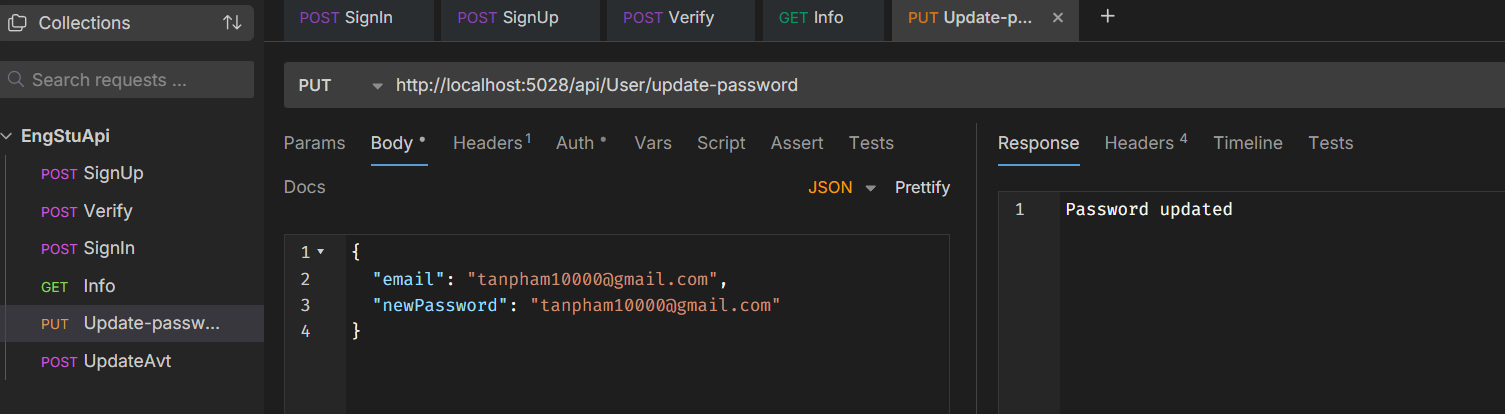 Collections
POST SignIn
POST SignUp
POST Verify
GET Info
PUT Update-p...
Search requests ...
PUT
http://localhost:5028/api/User/update-password
EngStuApi
POST SignUp
POST Verify
POST SignIn
GET Info
PUT Update-passw...
POST UpdateAvt
Params Body Headers 1 Auth Vars Script Assert Tests
Docs
JSON Prettify
1 {
2 "email": "tanpham10000@gmail.com",
3 "newPassword": "tanpham10000@gmail.com"
4 }
Response Headers 4 Timeline Tests
1 Password updated